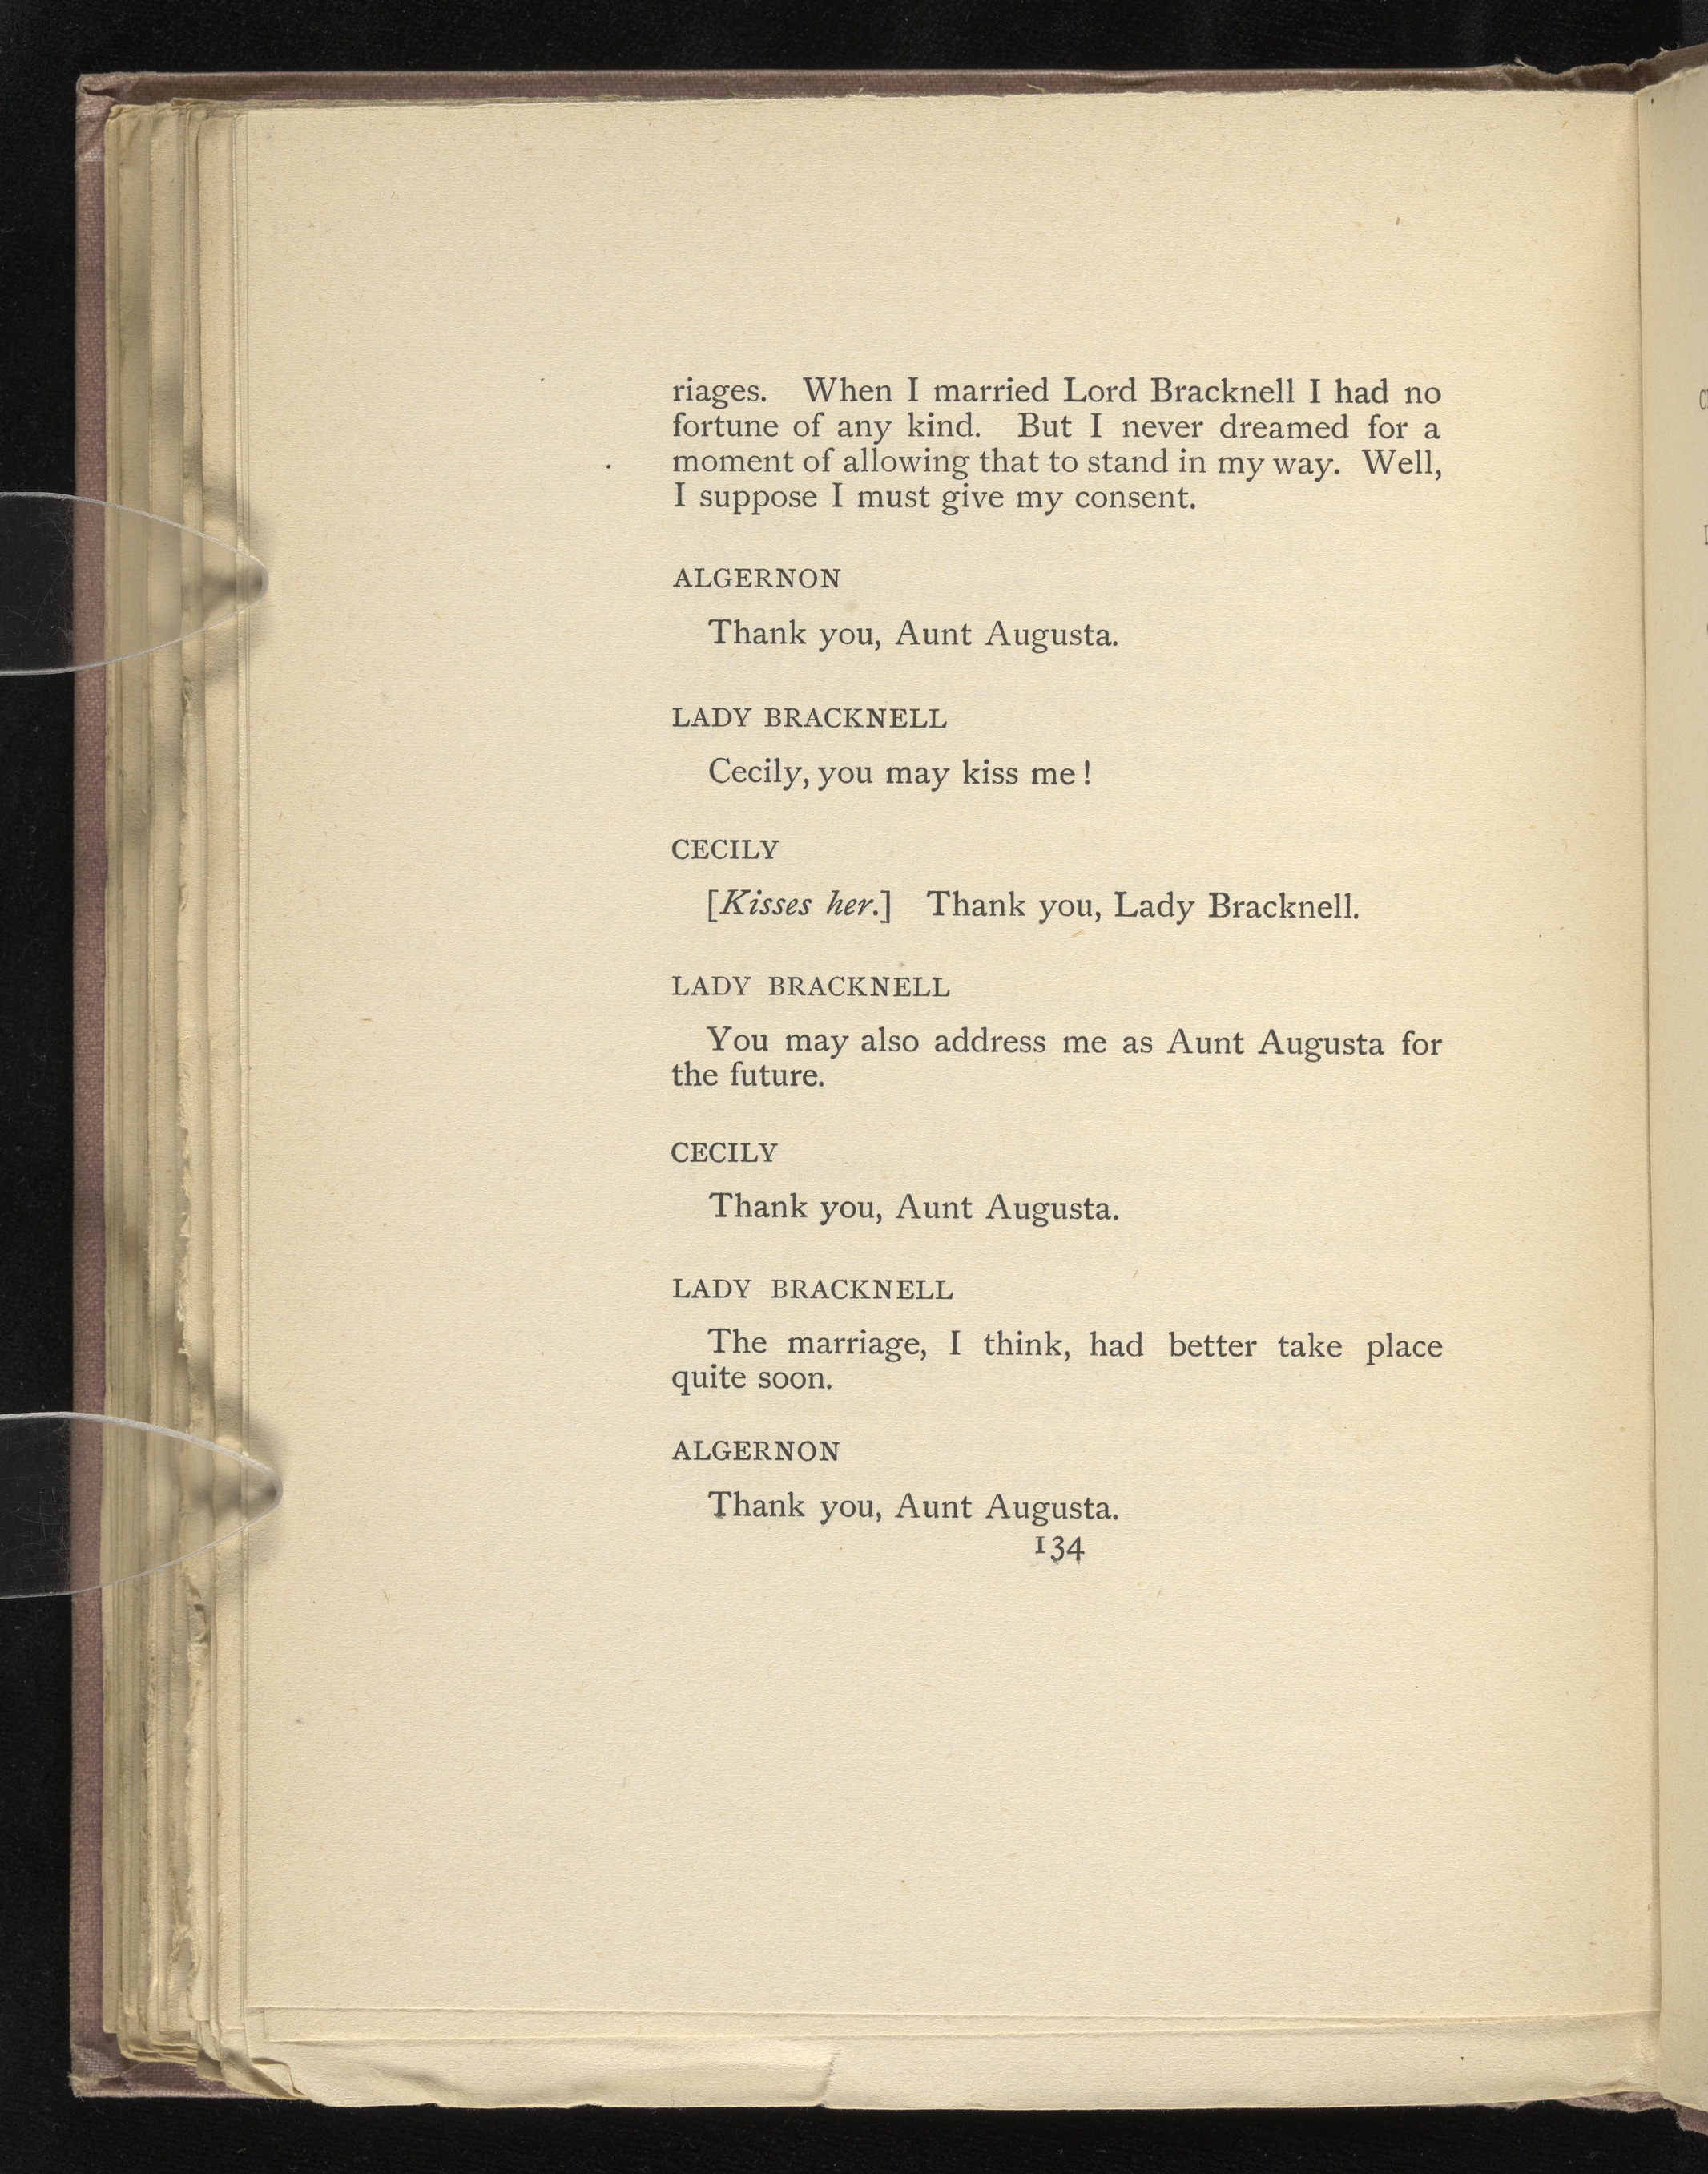 riages. When I married Lord Bracknell I had no
fortune of any kind. But I never dreamed for a
moment of allowing that to stand in my way. Well,
I suppose I must give my consent.
ALGERNON
Thank you, Aunt Augusta.
LADY BRACKNELL
Cecily, you may kiss me!
CECILY
[Kisses her.] Thank you, Lady Bracknell.
LADY BRACKNELL
You may also address me as Aunt Augusta for
the future.
CECILY
Thank you, Aunt Augusta.
LADY BRACKNELL
The marriage, I think, had better take place
quite soon.
ALGERNON
Thank you, Aunt Augusta.
134